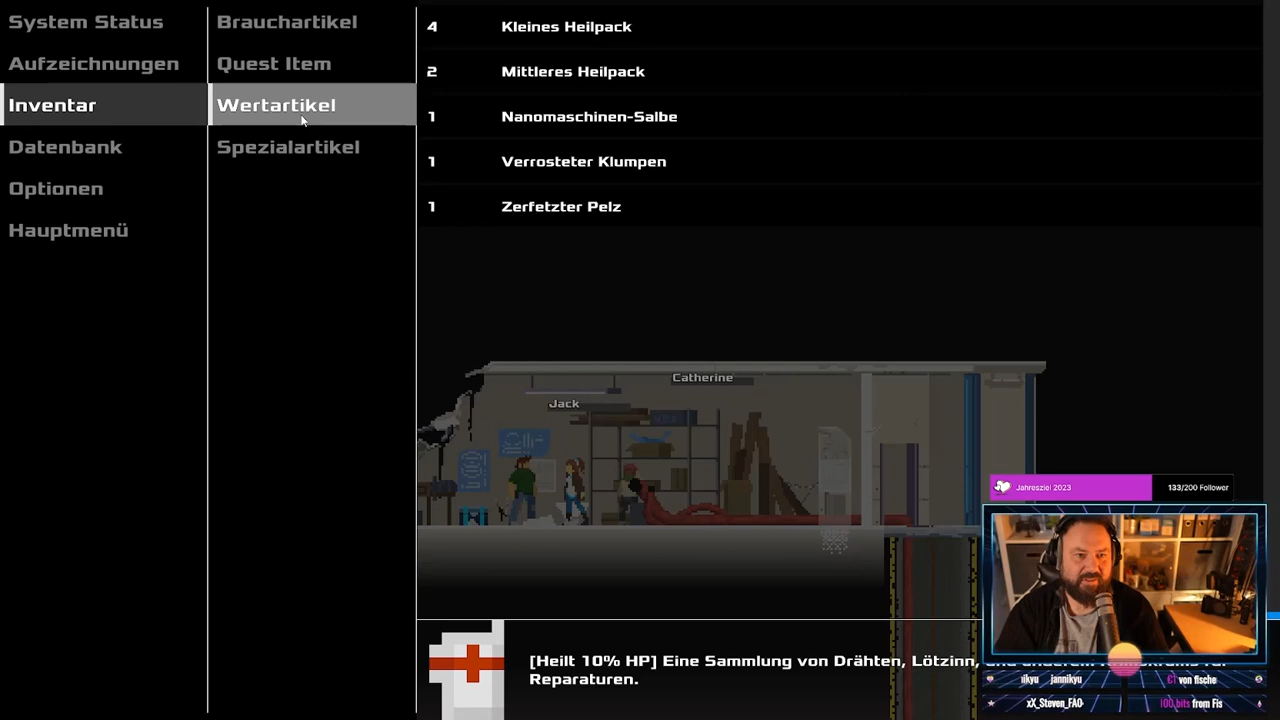 System Status
Aufzeichnungen
Inventar
Datenbank
Optionen
Hauptmenü
Brauchartikel
Quest Item
Wertartikel
Spezialartikel
4 Kleines Heilpack
2 Mittleres Heilpack
1 Nanomaschinen-Salbe
1 Verrosteter Klumpen
1 Zerfetzter Pelz
Catherine
Jack
Jahresziel 2023 133/200 Follower
[Heilt 10% HP] Eine Sammlung von Drähten, Lötzinn,
Reparaturen.
jannikyu €1 von fische
xX_Steven_FAO 100 bits from Fis